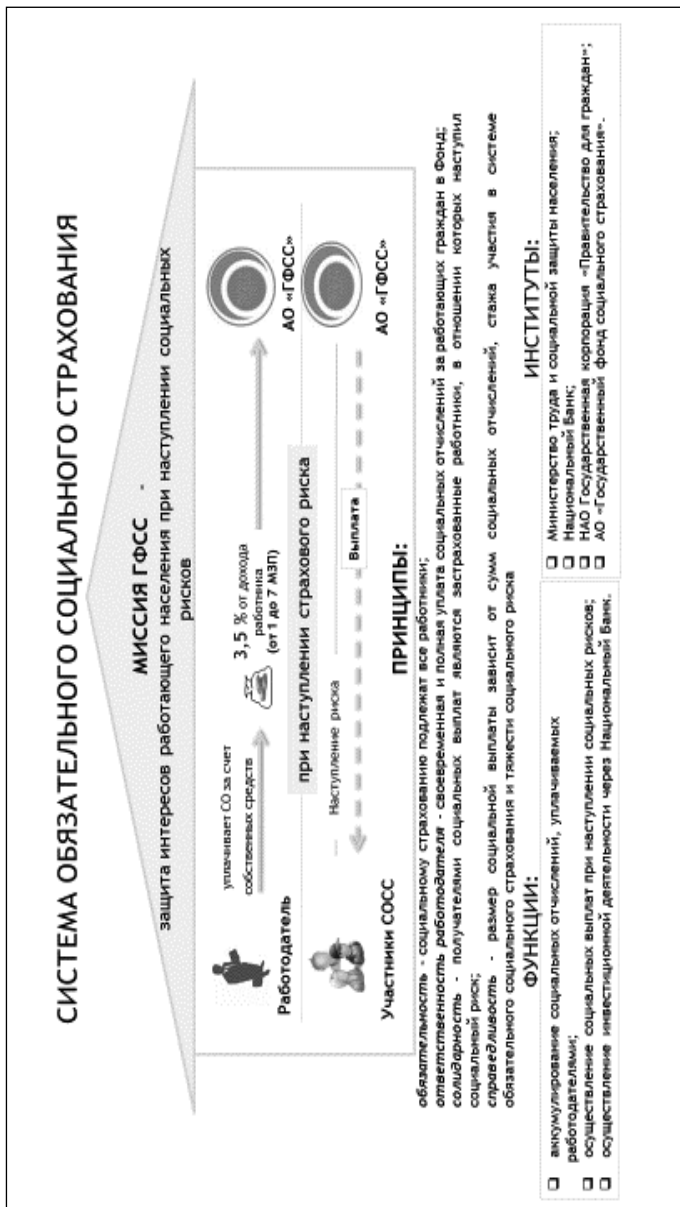 СИСТЕМА ОБЯЗАТЕЛЬНОГО СОЦИАЛЬНОГО СТРАХОВАНИЯ
МИССИЯ ГФСС -
защита интересов работающего населения при наступлении социальных
рисков
уплачивает СО за счет
собственных средств
3,5 % от дохода
работника
(от 1 до 7 МЗП)
Работодатель
АО «ГФСС»
при наступлении страхового риска
Наступление риска
Выплата
Участники СОСС
АО «ГФСС»
ПРИНЦИПЫ:
обязательность - социальному страхованию подлежат все работники;
ответственность работодателя - своевременная и полная уплата социальных отчислений за работающих граждан в Фонд;
солидарность - получателями социальных выплат являются застрахованные работники, в отношении которых наступил
социальный риск;
справедливость - размер социальной выплаты зависит от сумм социальных отчислений, стажа участия в системе
обязательного социального страхования и тяжести социального риска
ФУНКЦИИ:
❑ аккумулирование социальных отчислений, уплачиваемых
работодателями;
❑ осуществление социальных выплат при наступлении социальных рисков;
❑ осуществление инвестиционной деятельности через Национальный Банк.
ИНСТИТУТЫ:
❑ Министерство труда и социальной защиты населения;
❑ Национальный Банк;
❑ НАО Государственная корпорация «Правительство для граждан»;
❑ АО «Государственный фонд социального страхования».